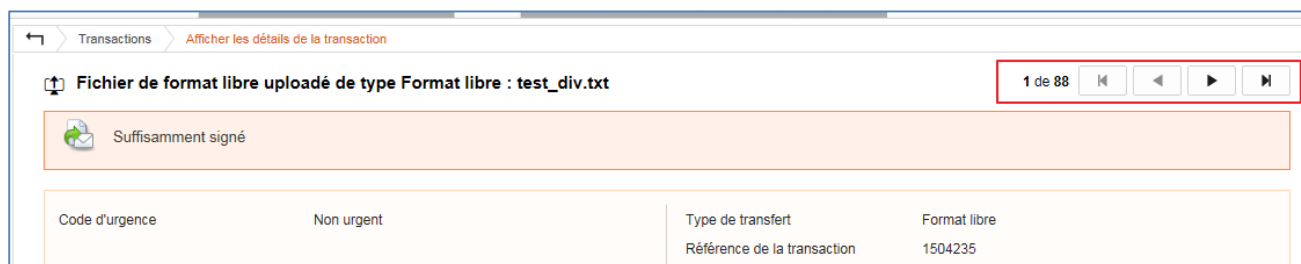 Transactions Afficher les détails de la transaction
Fichier de format libre uploadé de type Format libre : test_div.txt 1 de 88
Suffisamment signé
Code d'urgence Non urgent Type de transfert Format libre
Référence de la transaction 1504235